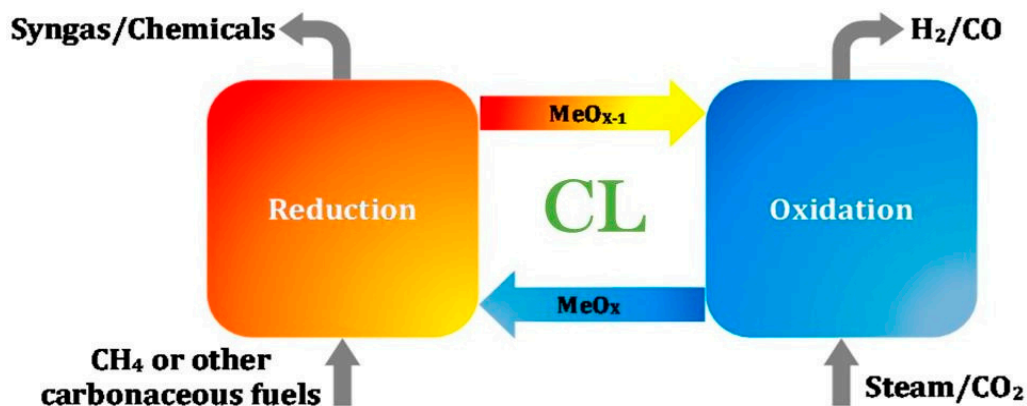 Syngas/Chemicals
H₂/CO
MeOₓ₋₁
Reduction
CL
Oxidation
MeOₓ
CH₄ or other
carbonaceous fuels
Steam/CO₂